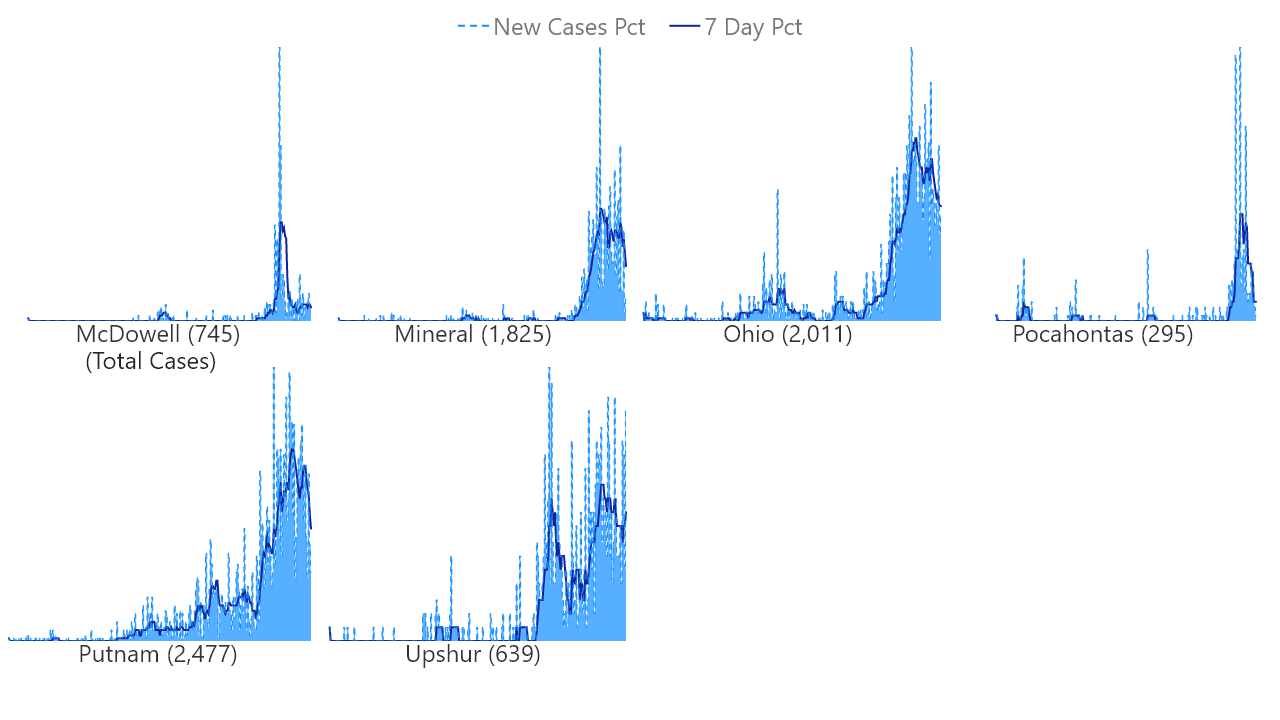 New Cases Pct 7 Day Pct
McDowell (745)
(Total Cases)
Mineral (1,825)
Ohio (2,011)
Pocahontas (295)
Putnam (2,477)
Upshur (639)